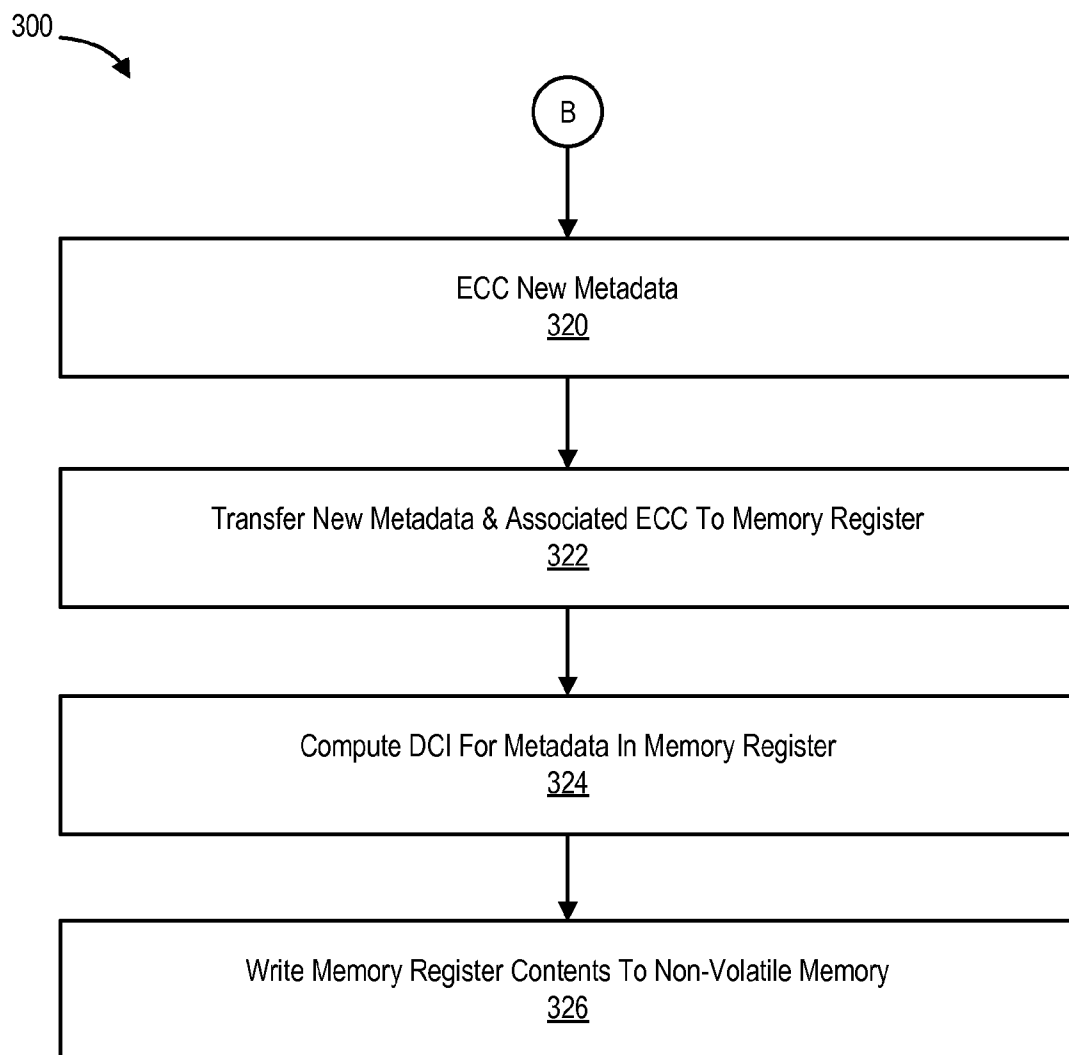 300
B
ECC New Metadata
320
Transfer New Metadata & Associated ECC To Memory Register
322
Compute DCI For Metadata In Memory Register
324
Write Memory Register Contents To Non-Volatile Memory
326